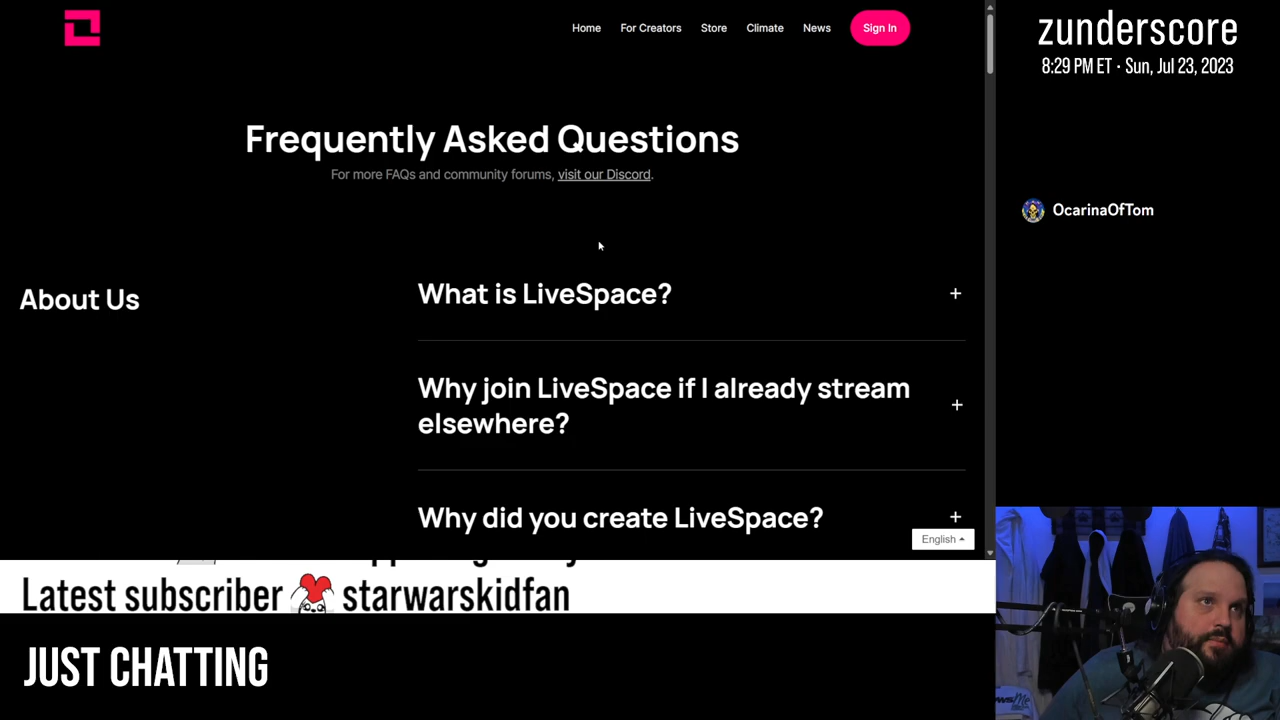 Home For Creators Store Climate News Sign In
zunderscore
8:29 PM ET · Sun, Jul 23, 2023
Frequently Asked Questions
For more FAQs and community forums, visit our Discord.
OcarinaOfTom
About Us
What is LiveSpace?
Why join LiveSpace if I already stream
elsewhere?
Why did you create LiveSpace?
English
Latest subscriber starwarskidfan
JUST CHATTING